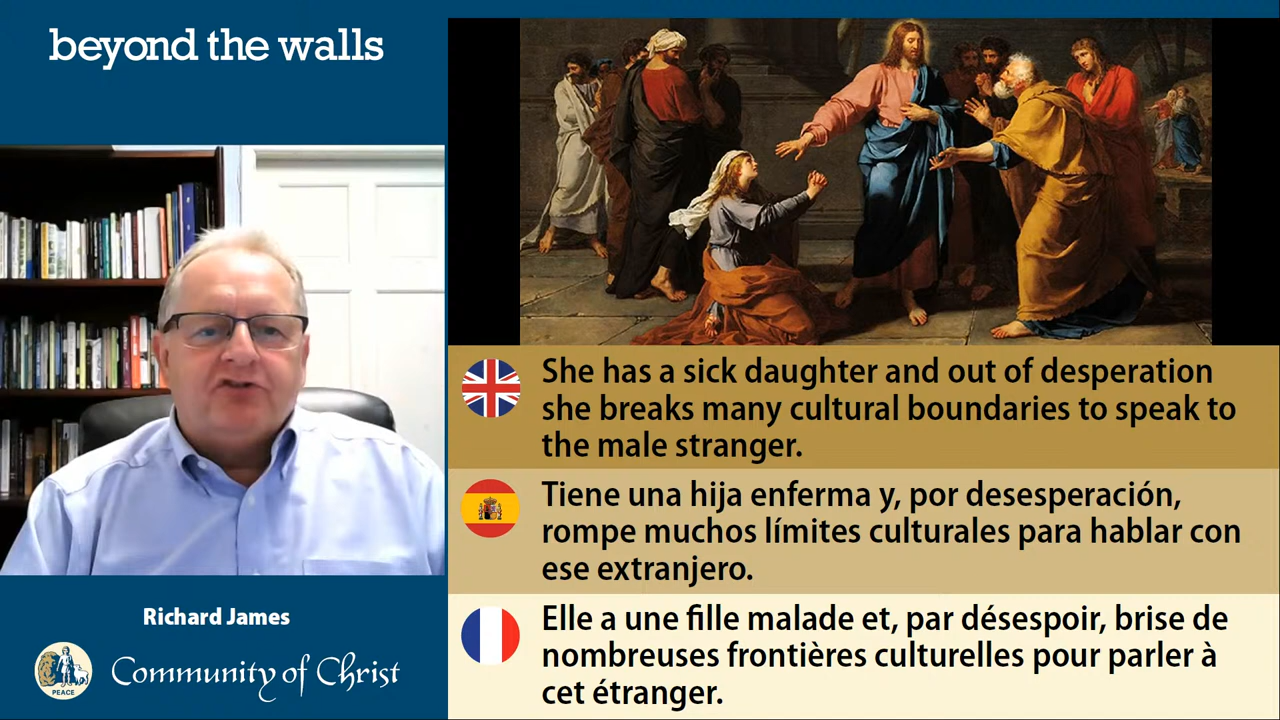 beyond the walls
She has a sick daughter and out of desperation
she breaks many cultural boundaries to speak to
the male stranger.
Tiene una hija enferma y, por desesperación,
rompe muchos límites culturales para hablar con
ese extranjero.
Elle a une fille malade et, par désespoir, brise de
nombreuses frontières culturelles pour parler à
cet étranger.
Richard James
PEACE
Community of Christ